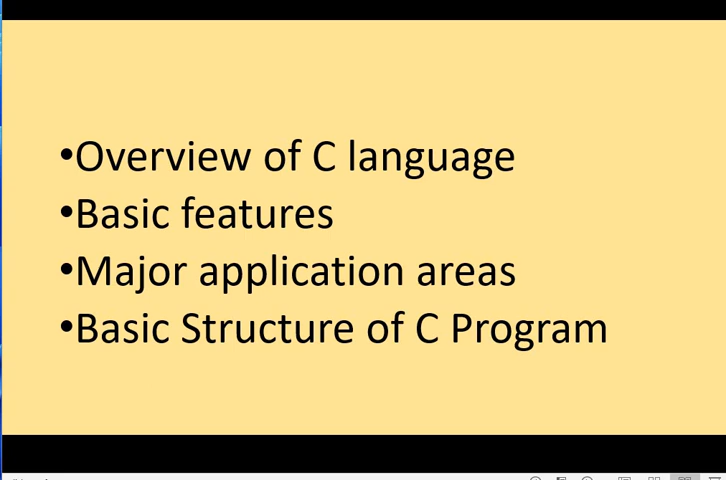 •Overview of C language
•Basic features
•Major application areas
•Basic Structure of C Program